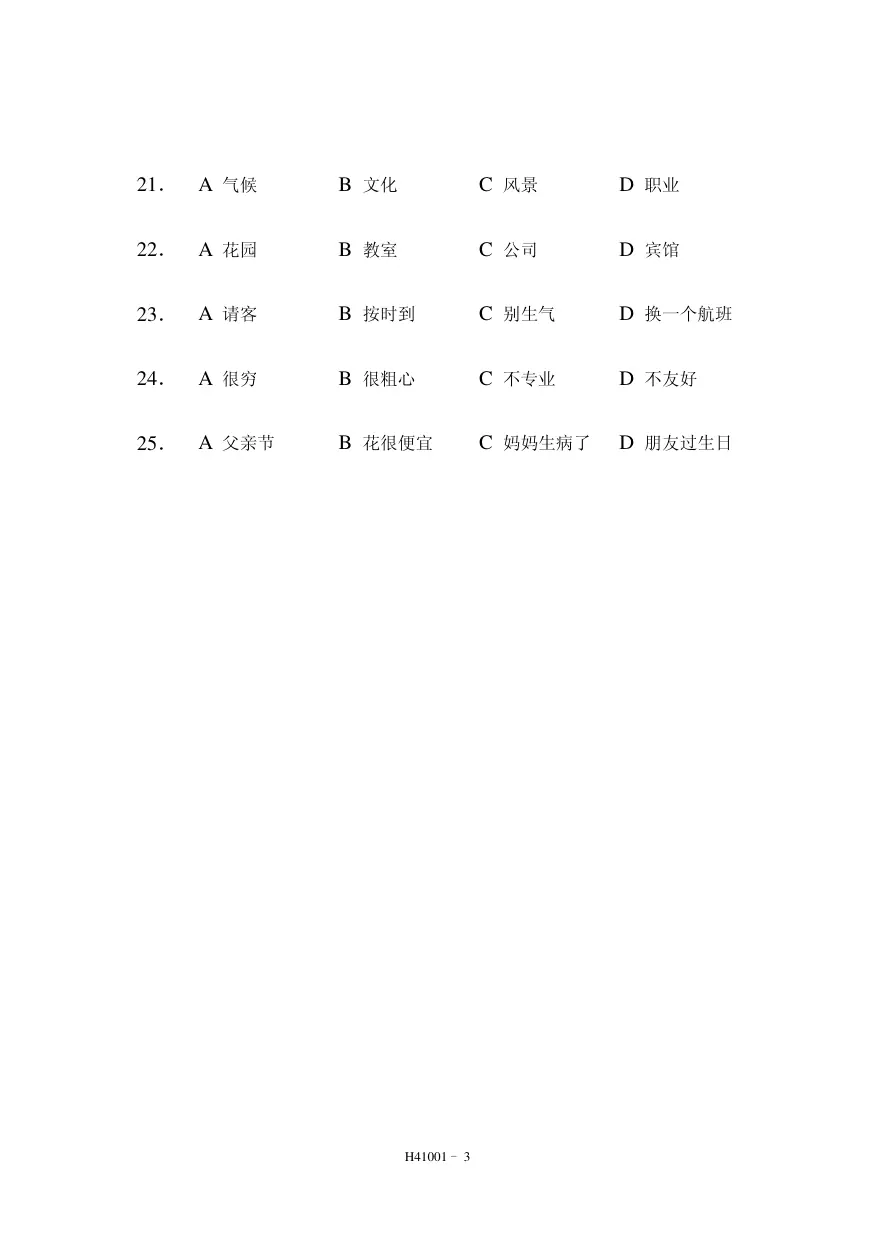 21． A 气候 B 文化 C 风景 D 职业
22． A 花园 B 教室 C 公司 D 宾馆
23． A 请客 B 按时到 C 别生气 D 换一个航班
24． A 很穷 B 很粗心 C 不专业 D 不友好
25． A 父亲节 B 花很便宜 C 妈妈生病了 D 朋友过生日
H41001 – 3